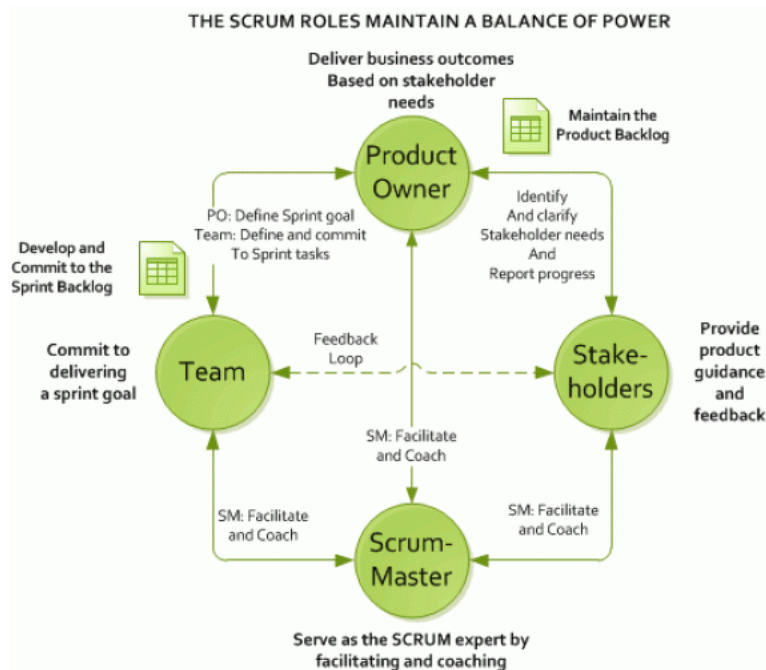 THE SCRUM ROLES MAINTAIN A BALANCE OF POWER
Deliver business outcomes
Based on stakeholder
needs
Maintain the
Product Backlog
Product
Owner
PO: Define Sprint goal
Team: Define and commit
To Sprint tasks
Identify
And clarify
Stakeholder needs
And
Report progress
Develop and
Commit to the
Sprint Backlog
Commit to
delivering
a sprint goal
Team
Feedback
Loop
Stake-
holders
Provide
product
guidance
and
feedback
SM: Facilitate
and Coach
SM: Facilitate
and Coach
SM: Facilitate
and Coach
Scrum-
Master
Serve as the SCRUM expert by
facilitating and coaching